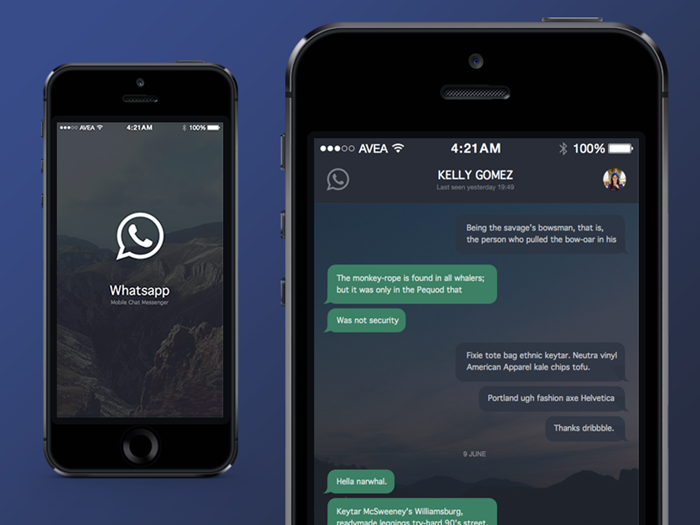 AVEA
4:21AM
100%
Whatsapp
Mobile Chat Messenger
AVEA
4:21AM
100%
KELLY GOMEZ
Last seen yesterday 19:49
Being the savage's bowsman, that is,
the person who pulled the bow-oar in his
The monkey-rope is found in all whalers;
but it was only in the Pequod that
Was not security
Fixie tote bag ethnic keytar. Neutra vinyl
American Apparel kale chips tofu.
Portland ugh fashion axe Helvetica
Thanks dribbble.
9 JUNE
Hella narwhal.
Keytar McSweeney's Williamsburg,
readymade leggings try-hard 90's street